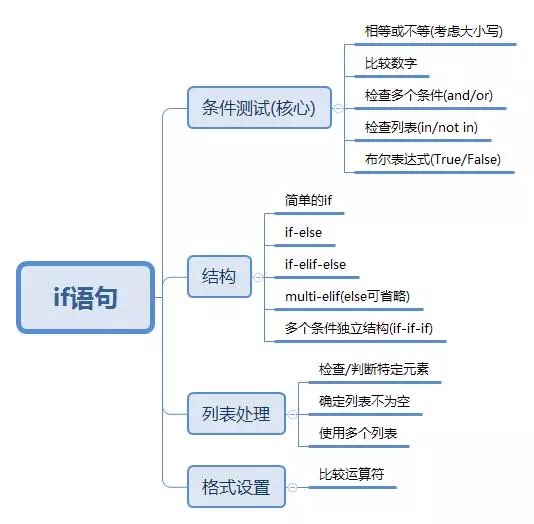 if语句
条件测试(核心)
相等或不等(考虑大小写)
比较数字
检查多个条件(and/or)
检查列表(in/not in)
布尔表达式(True/False)
结构
简单的if
if-else
if-elif-else
multi-elif(else可省略)
多个条件独立结构(if-if-if)
列表处理
检查/判断特定元素
确定列表不为空
使用多个列表
格式设置
比较运算符